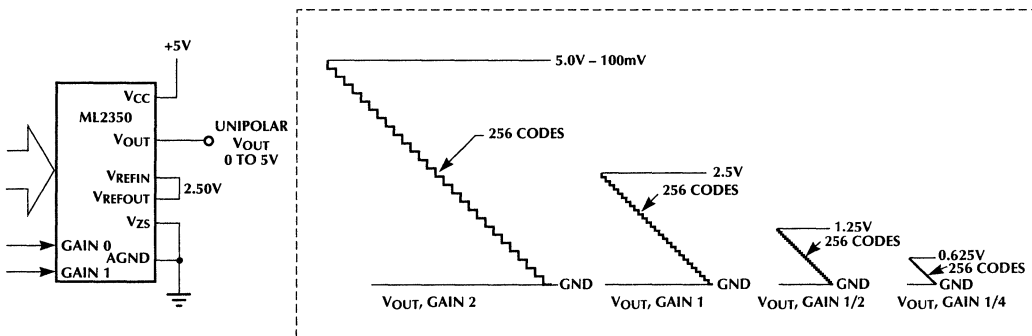 +5V
VCC
ML2350
VOUT
UNIPOLAR
VOUT
0 TO 5V
VREFIN
2.50V
VREFOUT
VZS
GAIN 0
AGND
GAIN 1
5.0V – 100mV
256 CODES
GND
VOUT, GAIN 2
2.5V
256 CODES
GND
VOUT, GAIN 1
1.25V
256 CODES
GND
VOUT, GAIN 1/2
0.625V
256 CODES
GND
VOUT, GAIN 1/4